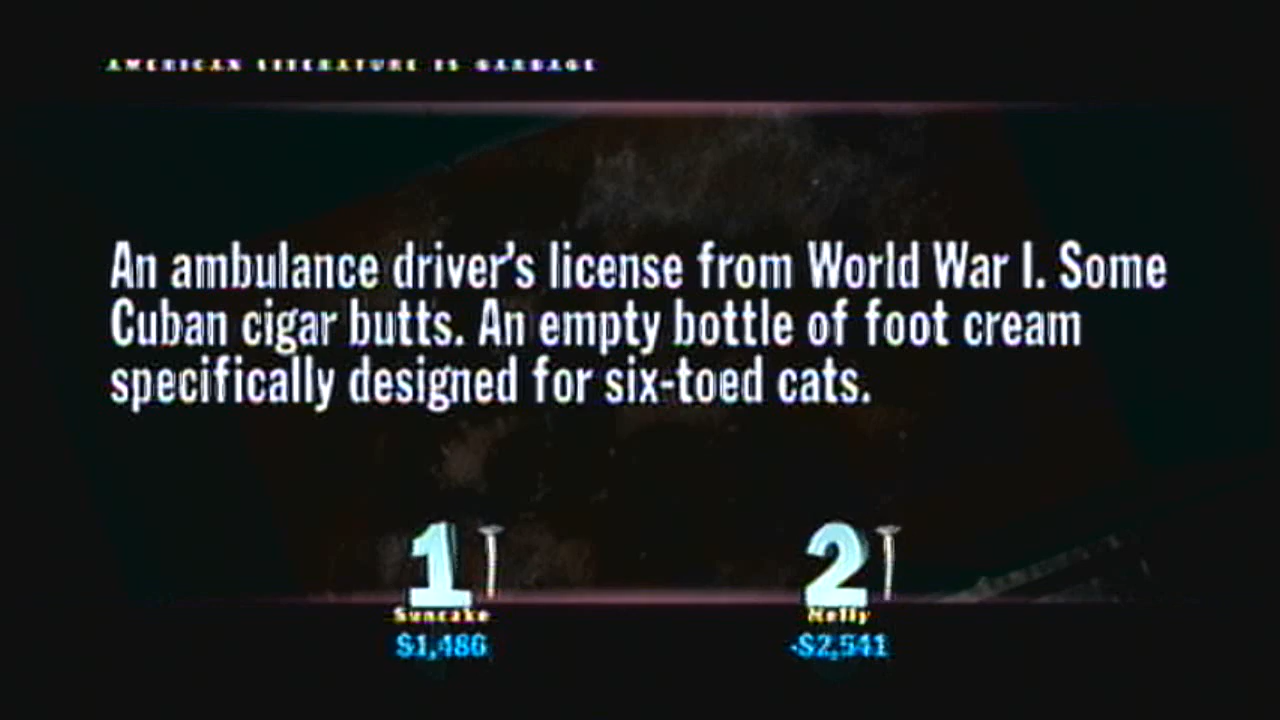 AMERICAN LITERATURE IS GARBAGE
An ambulance driver's license from World War I. Some
Cuban cigar butts. An empty bottle of foot cream
specifically designed for six-toed cats.
1 2
Suncake Nelly
$1,486 -$2,541